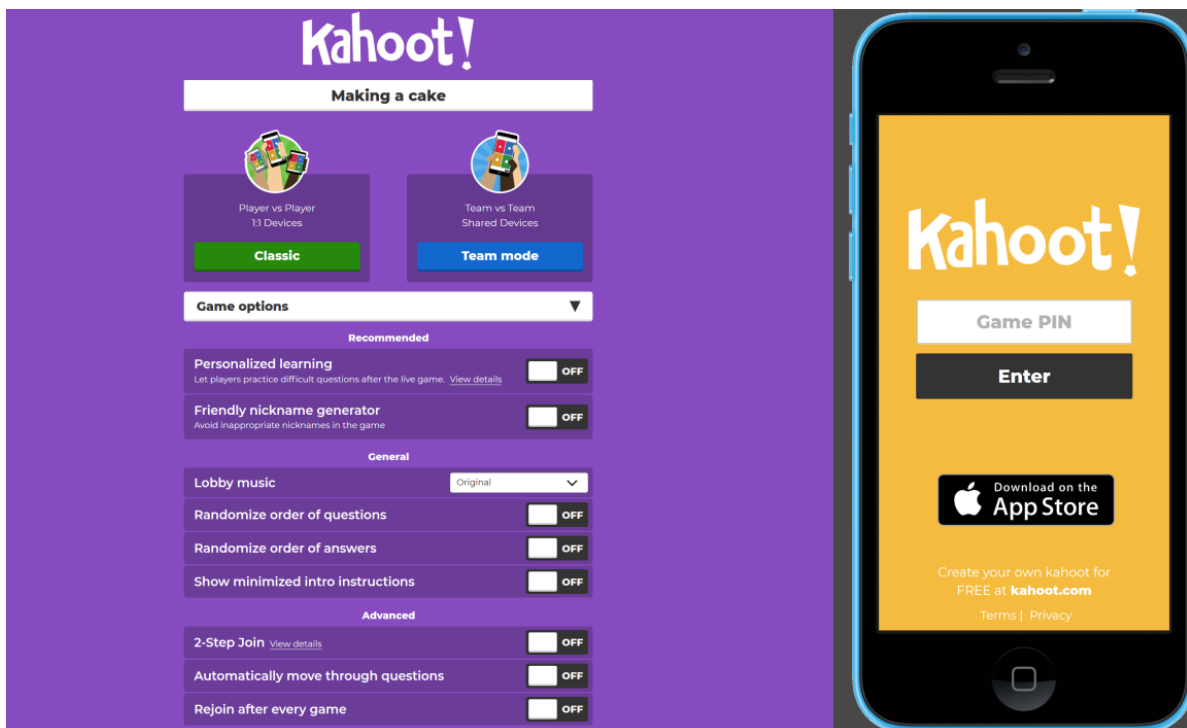 Kahoot!
Making a cake
Player vs Player
1:1 Devices
Classic
Team vs Team
Shared Devices
Team mode
Game options
Recommended
Personalized learning
Let players practice difficult questions after the live game. View details
OFF
Friendly nickname generator
Avoid inappropriate nicknames in the game
OFF
General
Lobby music
Original
Randomize order of questions
OFF
Randomize order of answers
OFF
Show minimized intro instructions
OFF
Advanced
2-Step Join View details
OFF
Automatically move through questions
OFF
Rejoin after every game
OFF
Kahoot!
Game PIN
Enter
Download on the
App Store
Create your own kahoot for
FREE at kahoot.com
Terms | Privacy